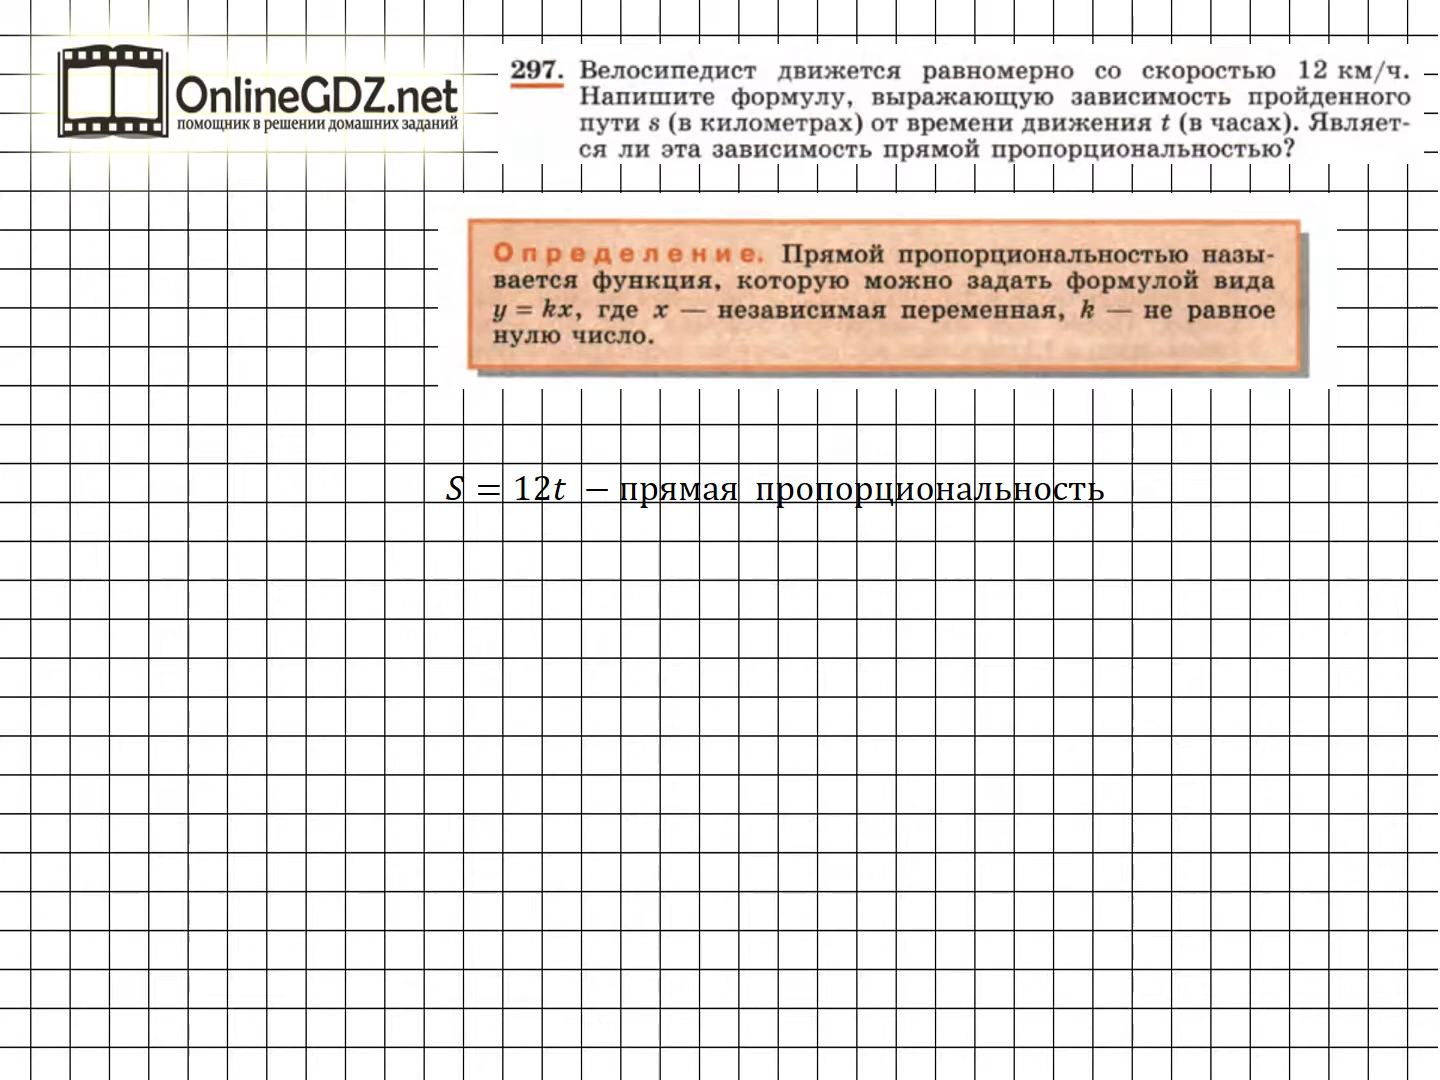 OnlineGDZ.net
помощник в решении домашних заданий
297. Велосипедист движется равномерно со скоростью 12 км/ч.
Напишите формулу, выражающую зависимость пройденного
пути s (в километрах) от времени движения t (в часах). Являет-
ся ли эта зависимость прямой пропорциональностью?
Определение. Прямой пропорциональностью назы-
вается функция, которую можно задать формулой вида
y = kx, где x — независимая переменная, k — не равное
нулю число.
S = 12t − прямая пропорциональность